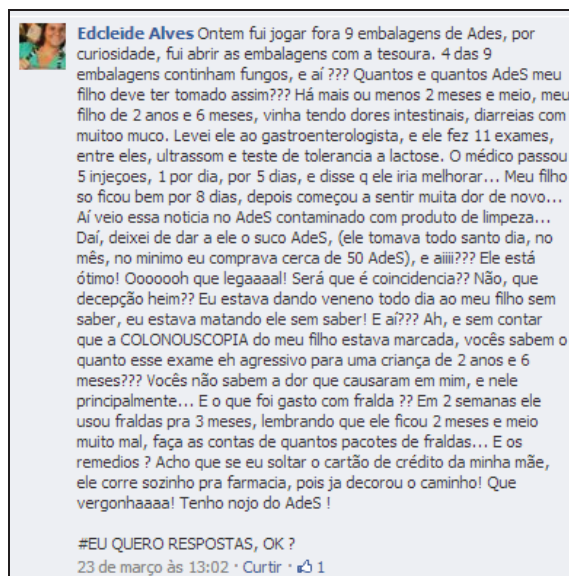 Edcleide Alves Ontem fui jogar fora 9 embalagens de Ades, por
curiosidade, fui abrir as embalagens com a tesoura. 4 das 9
embalagens continham fungos, e aí ??? Quantos e quantos AdeS meu
filho deve ter tomado assim??? Há mais ou menos 2 meses e meio, meu
filho de 2 anos e 6 meses, vinha tendo dores intestinais, diarreias com
muitoo muco. Levei ele ao gastroenterologista, e ele fez 11 exames,
entre eles, ultrassom e teste de tolerancia a lactose. O médico passou
5 injeçoes, 1 por dia, por 5 dias, e disse q ele iria melhorar... Meu filho
so ficou bem por 8 dias, depois começou a sentir muita dor de novo...
Aí veio essa noticia no AdeS contaminado com produto de limpeza...
Daí, deixei de dar a ele o suco AdeS, (ele tomava todo santo dia, no
mês, no minimo eu comprava cerca de 50 AdeS), e aiiii??? Ele está
ótimo! Ooooooh que legaaaal! Será que é coincidencia?? Não, que
decepção heim?? Eu estava dando veneno todo dia ao meu filho sem
saber, eu estava matando ele sem saber! E aí??? Ah, e sem contar
que a COLONOUSCOPIA do meu filho estava marcada, vocês sabem o
quanto esse exame eh agressivo para uma criança de 2 anos e 6
meses??? Vocês não sabem a dor que causaram em mim, e nele
principalmente... E o que foi gasto com fralda ?? Em 2 semanas ele
usou fraldas pra 3 meses, lembrando que ele ficou 2 meses e meio
muito mal, faça as contas de quantos pacotes de fraldas... E os
remedios ? Acho que se eu soltar o cartão de crédito da minha mãe,
ele corre sozinho pra farmacia, pois ja decorou o caminho! Que
vergonhaaaa! Tenho nojo do AdeS !
#EU QUERO RESPOSTAS, OK ?
23 de março às 13:02 · Curtir · 1